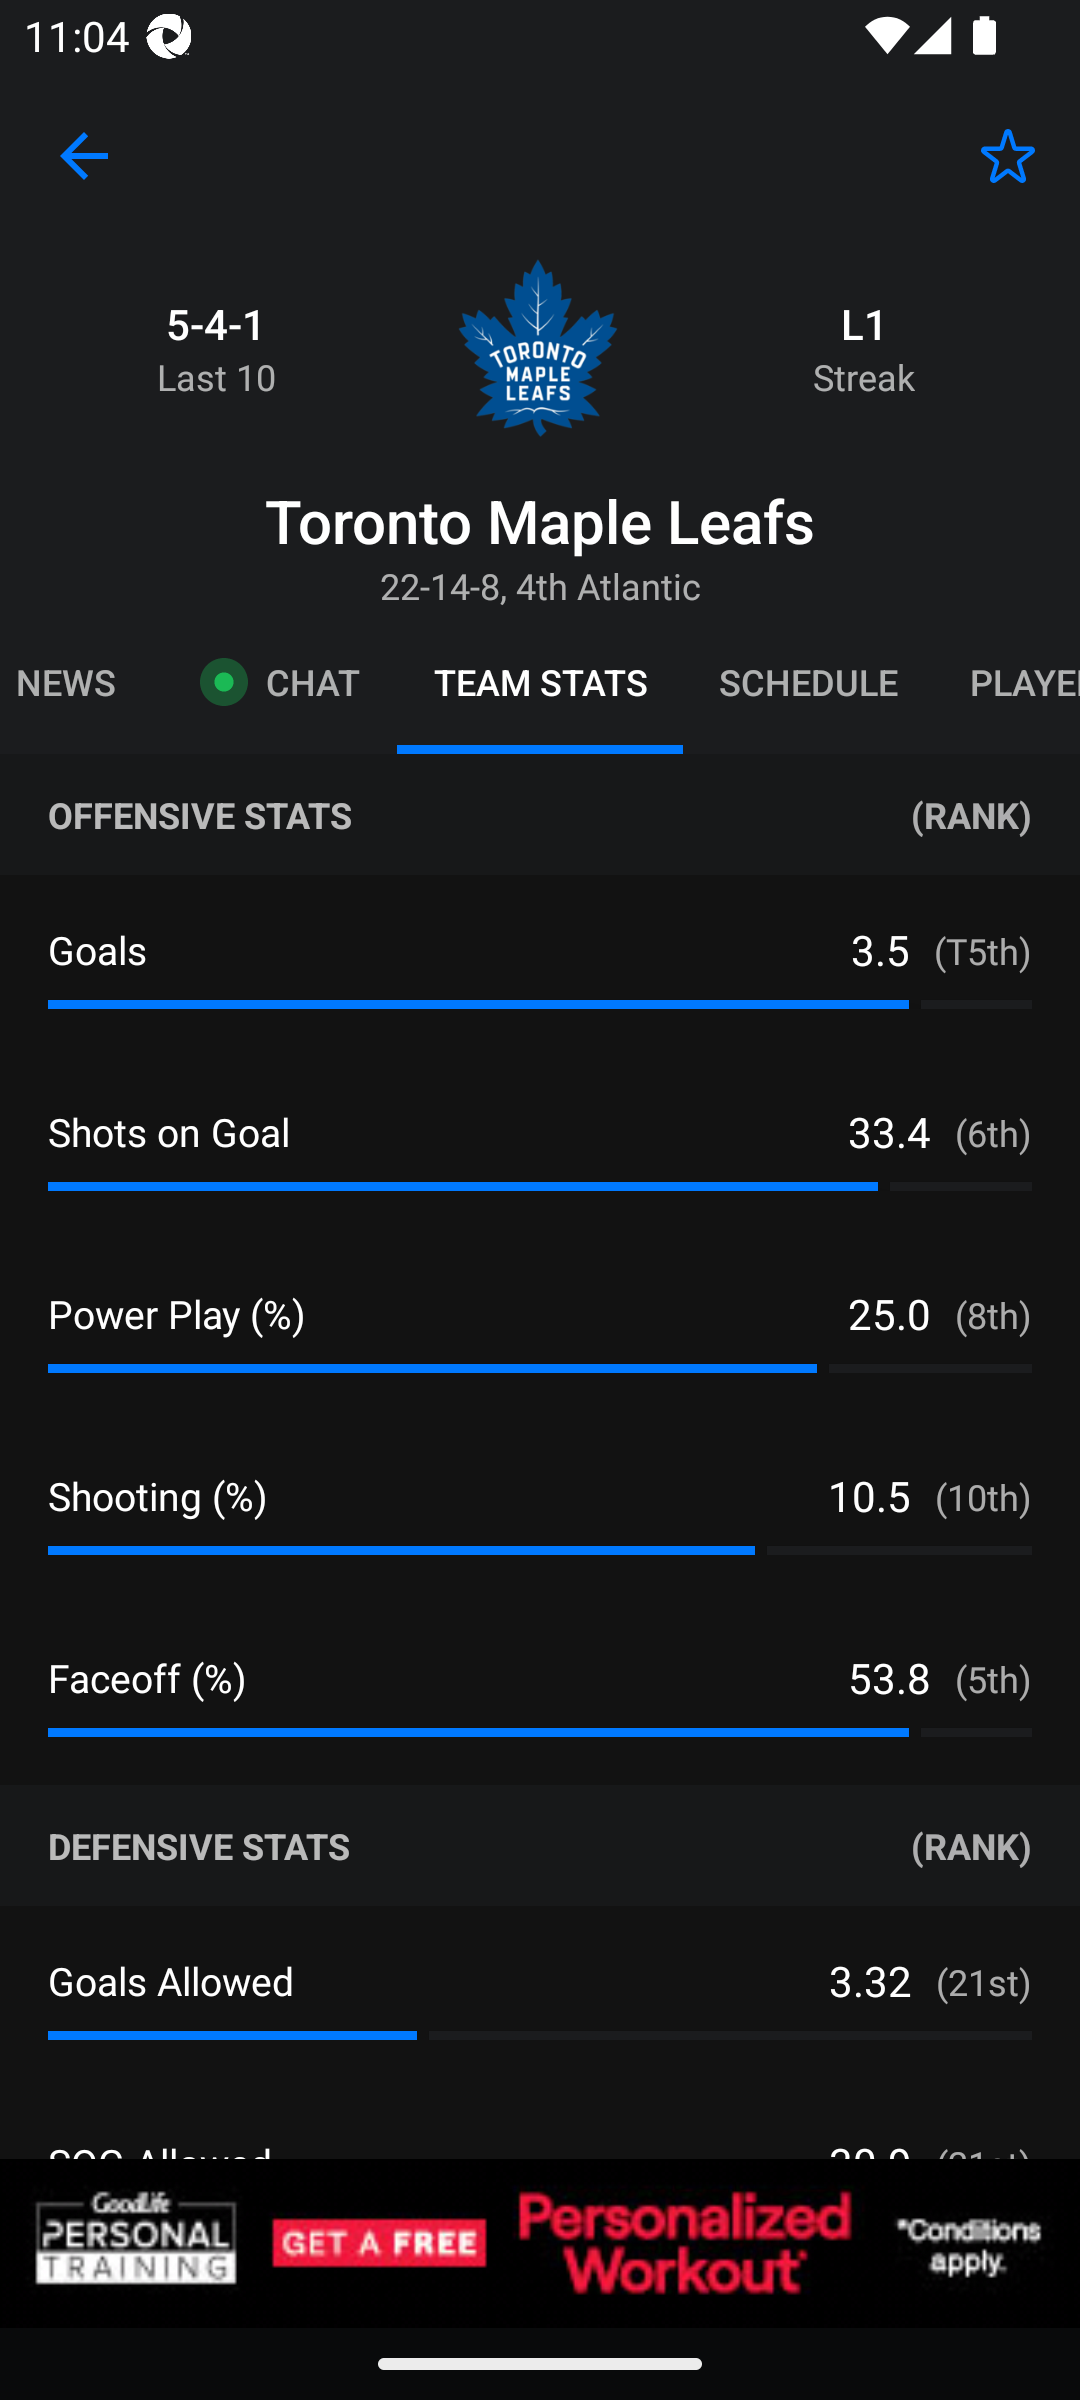 11:04
5-4-1
Last 10
TORONTO
MAPLE
LEAFS
L1
Streak
Toronto Maple Leafs
22-14-8, 4th Atlantic
NEWS CHAT TEAM STATS SCHEDULE PLAYE
OFFENSIVE STATS (RANK)
Goals 3.5 (T5th)
Shots on Goal 33.4 (6th)
Power Play (%) 25.0 (8th)
Shooting (%) 10.5 (10th)
Faceoff (%) 53.8 (5th)
DEFENSIVE STATS (RANK)
Goals Allowed 3.32 (21st)
GoodLife
PERSONAL
TRAINING
GET A FREE
Personalized
Workout
*Conditions
apply.